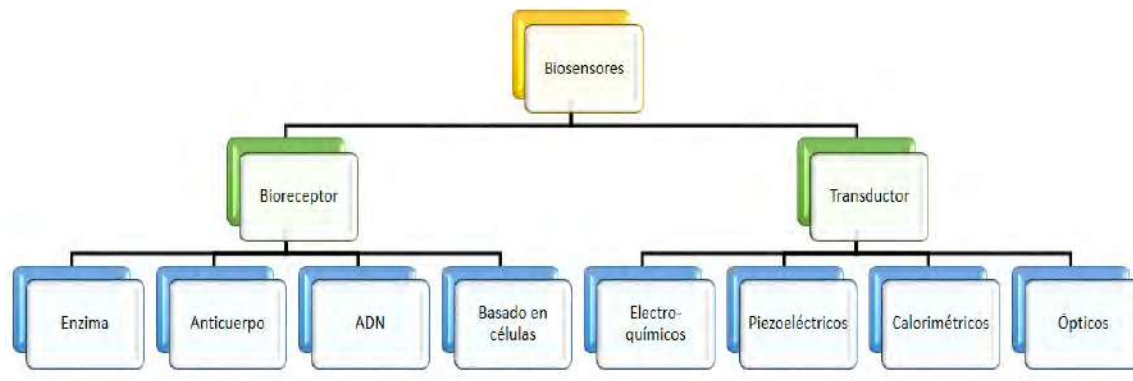 Biosensores
Bioreceptor
Transductor
Enzima
Anticuerpo
ADN
Basado en
células
Electro-
químicos
Piezoeléctricos
Calorimétricos
Ópticos